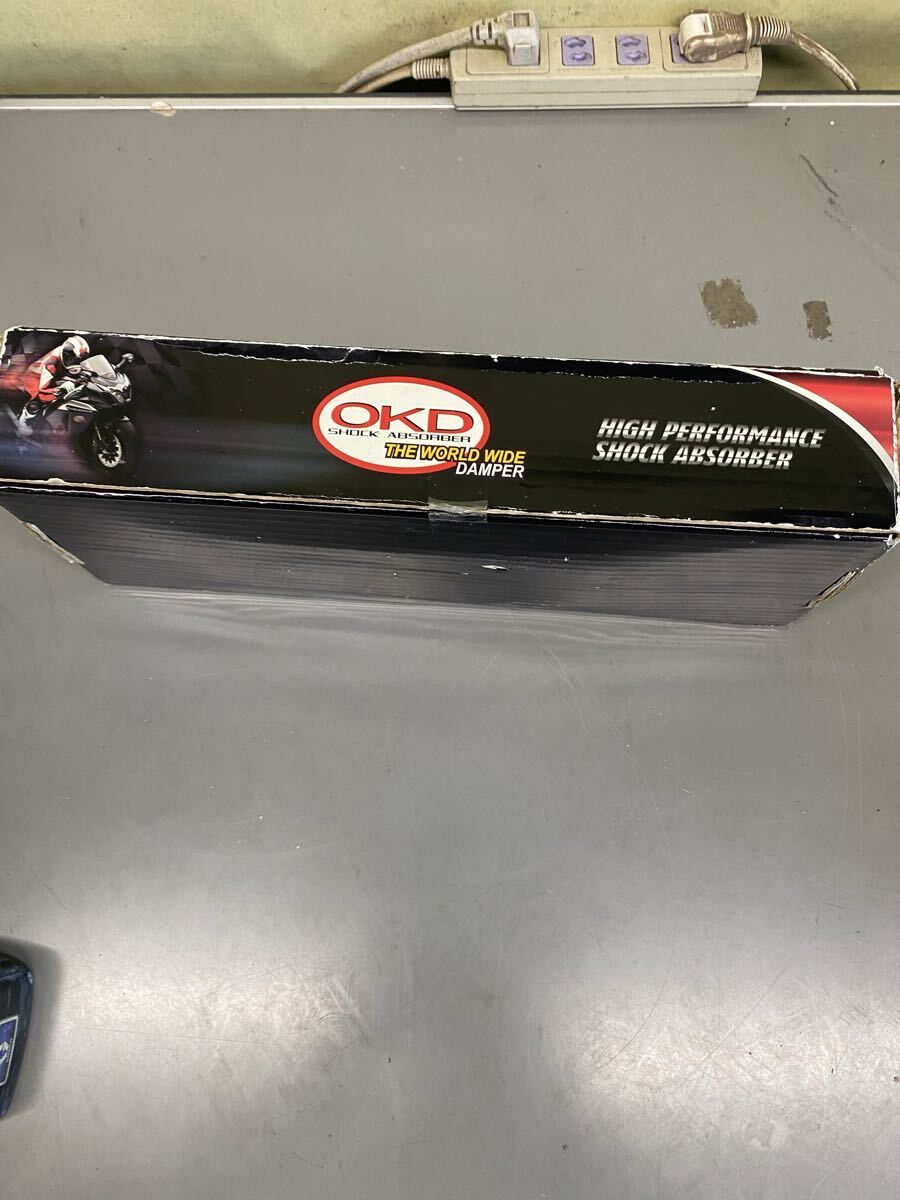 OKD
SHOCK ABSORBER
THE WORLD WIDE
DAMPER
HIGH PERFORMANCE
SHOCK ABSORBER